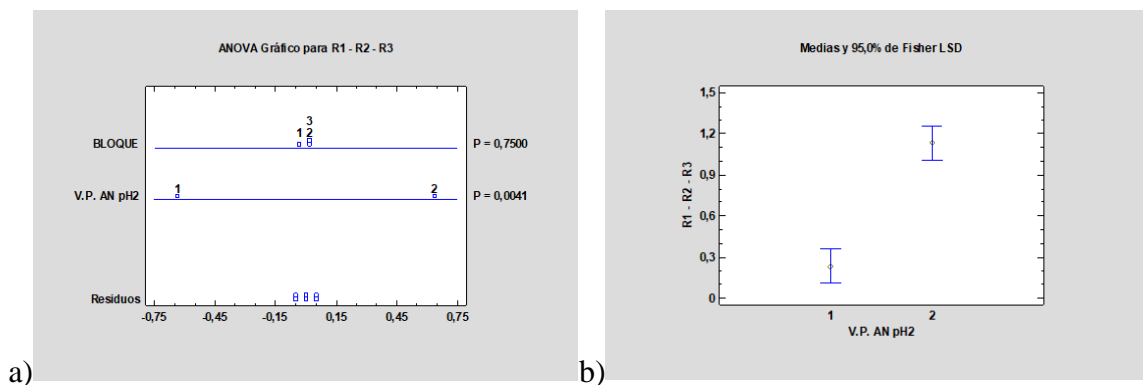 ANOVA Gráfico para R1 - R2 - R3
3
1 2
BLOQUE
P = 0,7500
1 2
V.P. AN pH2
P = 0,0041
Residuos
-0,75 -0,45 -0,15 0,15 0,45 0,75
a)
Medias y 95,0% de Fisher LSD
1,5
1,2
0,9
0,6
0,3
0
R1 - R2 - R3
1 2
V.P. AN pH2
b)